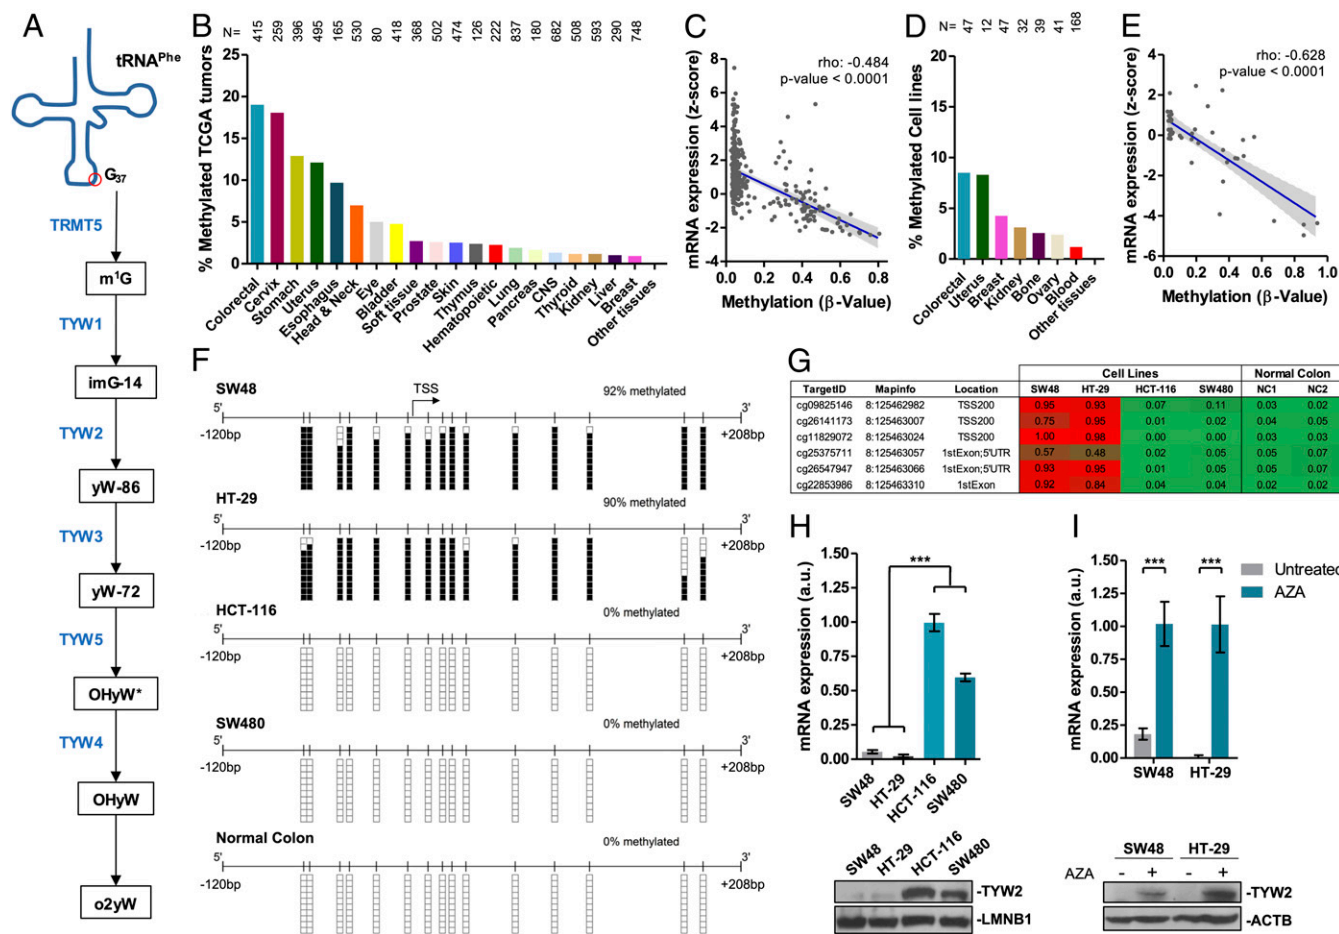 A
tRNAPhe
G37
TRMT5
m1G
TYW1
imG-14
TYW2
yW-86
TYW3
yW-72
TYW5
OHyW*
TYW4
OHyW
o2yW
B
N= 415 259 396 498 165 530 80 418 368 502 474 126 222 837 180 682 508 593 290 748
% Methylated TCGA tumors
25
20
15
10
5
0
Colorectal
Cervix
Stomach
Uterus
Esophagus
Head & Neck
Eye
Bladder
Soft tissue
Prostate
Skin
Thymus
Hematopoietic
Lung
Pancreas
CNS
Thyroid
Kidney
Liver
Breast
Other tissues
C
rho: -0.484
p-value < 0.0001
mRNA expression (z-score)
8
6
4
2
0
-2
-4
0.0 0.2 0.4 0.6 0.8
Methylation (β-Value)
D
N= 47 12 47 32 39 41 168
% Methylated Cell lines
20
15
10
5
0
Colorectal
Uterus
Breast
Kidney
Bone
Ovary
Blood
Other tissues
E
rho: -0.628
p-value < 0.0001
mRNA expression (z-score)
4
2
0
-2
-4
-6
0.0 0.2 0.4 0.6 0.8 1.0
Methylation (β-Value)
F
SW48
TSS
92% methylated
5' 3'
-120bp +208bp
HT-29
90% methylated
5' 3'
-120bp +208bp
HCT-116
0% methylated
5' 3'
-120bp +208bp
SW480
0% methylated
5' 3'
-120bp +208bp
Normal Colon
0% methylated
5' 3'
-120bp +208bp
G
Cell Lines Normal Colon
TargetID Mapinfo Location SW48 HT-29 HCT-116 SW480 NC1 NC2
cg09825146 8:125462982 TSS200 0.95 0.93 0.07 0.11 0.03 0.02
cg26141173 8:125463007 TSS200 0.75 0.95 0.01 0.02 0.04 0.05
cg11829072 8:125463024 TSS200 1.00 0.98 0.00 0.00 0.03 0.03
cg25375711 8:125463057 1stExon;5'UTR 0.57 0.48 0.02 0.05 0.05 0.07
cg26547947 8:125463066 1stExon;5'UTR 0.93 0.95 0.01 0.05 0.05 0.07
cg22853986 8:125463310 1stExon 0.92 0.84 0.04 0.04 0.02 0.02
H
mRNA expression (a.u.)
1.50
1.25
1.00
0.75
0.50
0.25
0.00
***
SW48
HT-29
HCT-116
SW480
SW48
HT-29
HCT-116
SW480
-TYW2
-LMNB1
I
mRNA expression (a.u.)
1.50
1.25
1.00
0.75
0.50
0.25
0.00
*** ***
Untreated
AZA
SW48 HT-29
SW48 HT-29
AZA - + - +
-TYW2
-ACTB